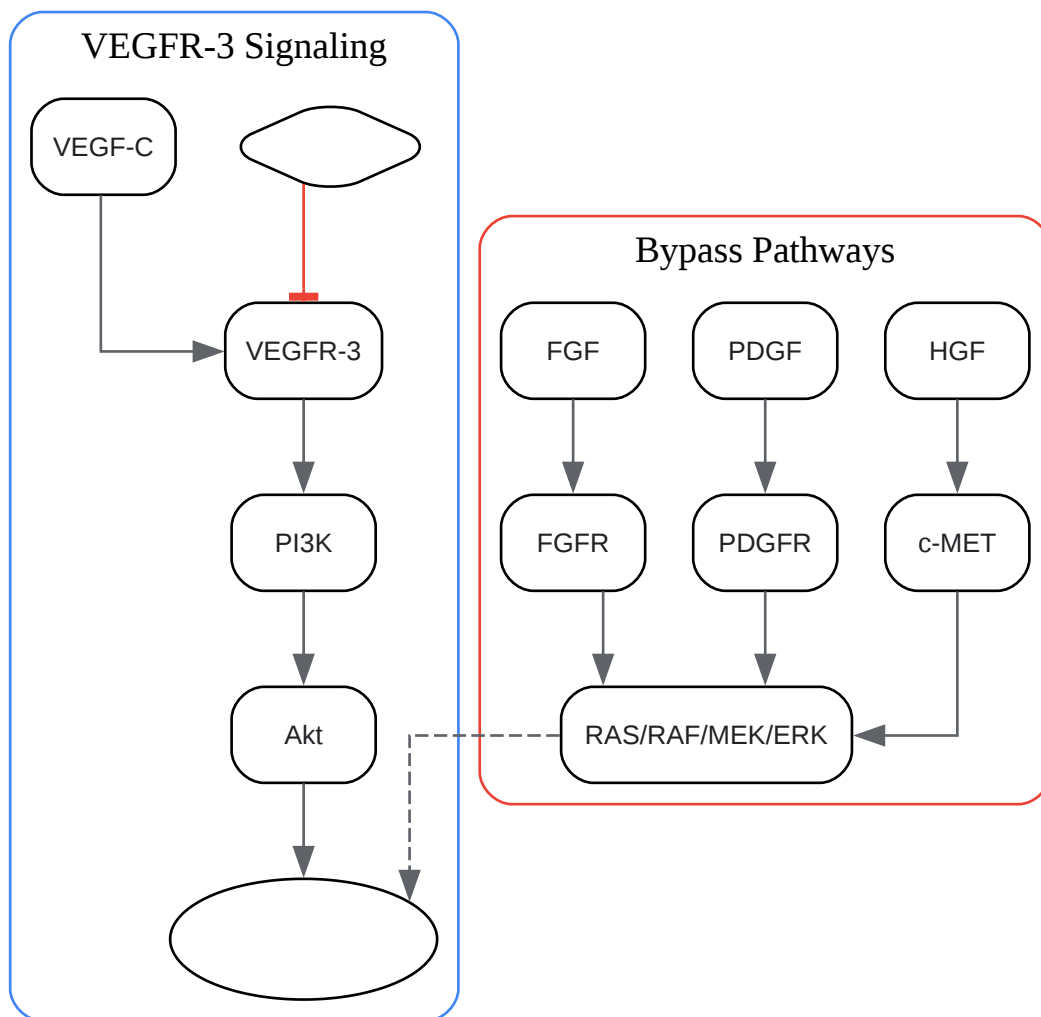 VEGFR-3 Signaling
VEGF-C
VEGFR-3
PI3K
Akt
Bypass Pathways
FGF
PDGF
HGF
FGFR
PDGFR
c-MET
RAS/RAF/MEK/ERK